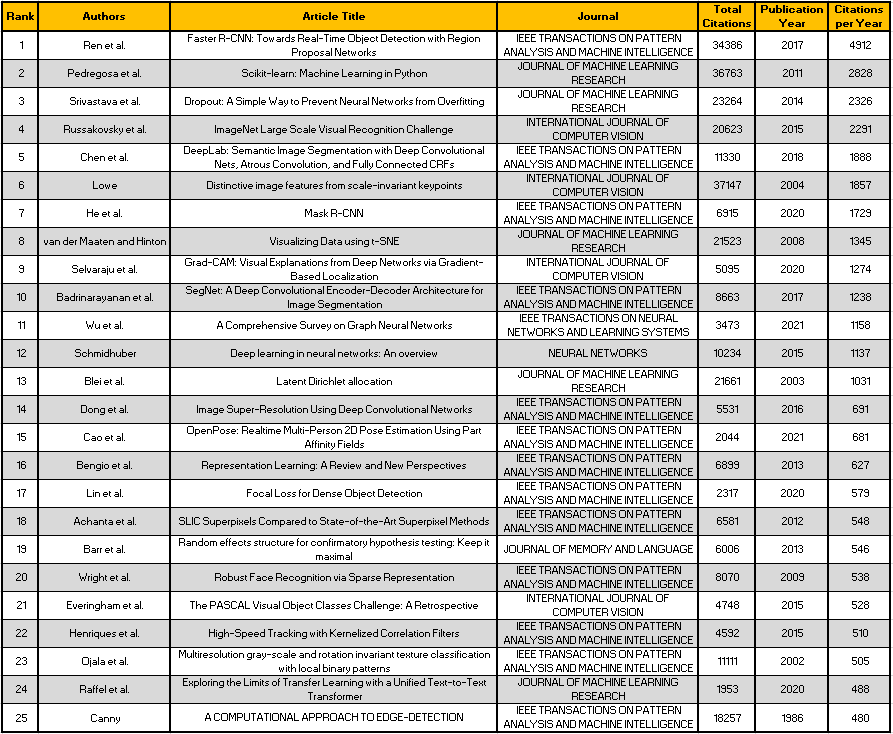 Rank Authors Article Title Journal Total Citations Publication Year Citations per Year
1 Ren et al. Faster R-CNN: Towards Real-Time Object Detection with Region Proposal Networks IEEE TRANSACTIONS ON PATTERN ANALYSIS AND MACHINE INTELLIGENCE 34386 2017 4912
2 Pedregosa et al. Scikit-learn: Machine Learning in Python JOURNAL OF MACHINE LEARNING RESEARCH 36763 2011 2828
3 Srivastava et al. Dropout: A Simple Way to Prevent Neural Networks from Overfitting JOURNAL OF MACHINE LEARNING RESEARCH 23264 2014 2326
4 Russakovsky et al. ImageNet Large Scale Visual Recognition Challenge INTERNATIONAL JOURNAL OF COMPUTER VISION 20623 2015 2291
5 Chen et al. DeepLab: Semantic Image Segmentation with Deep Convolutional Nets, Atrous Convolution, and Fully Connected CRFs IEEE TRANSACTIONS ON PATTERN ANALYSIS AND MACHINE INTELLIGENCE 11330 2018 1888
6 Lowe Distinctive image features from scale-invariant keypoints INTERNATIONAL JOURNAL OF COMPUTER VISION 37147 2004 1857
7 He et al. Mask R-CNN IEEE TRANSACTIONS ON PATTERN ANALYSIS AND MACHINE INTELLIGENCE 6915 2020 1729
8 van der Maaten and Hinton Visualizing Data using t-SNE JOURNAL OF MACHINE LEARNING RESEARCH 21523 2008 1345
9 Selvaraju et al. Grad-CAM: Visual Explanations from Deep Networks via Gradient-Based Localization INTERNATIONAL JOURNAL OF COMPUTER VISION 5095 2020 1274
10 Badrinarayanan et al. SegNet: A Deep Convolutional Encoder-Decoder Architecture for Image Segmentation IEEE TRANSACTIONS ON PATTERN ANALYSIS AND MACHINE INTELLIGENCE 8663 2017 1238
11 Wu et al. A Comprehensive Survey on Graph Neural Networks IEEE TRANSACTIONS ON NEURAL NETWORKS AND LEARNING SYSTEMS 3473 2021 1158
12 Schmidhuber Deep learning in neural networks: An overview NEURAL NETWORKS 10234 2015 1137
13 Blei et al. Latent Dirichlet allocation JOURNAL OF MACHINE LEARNING RESEARCH 21661 2003 1031
14 Dong et al. Image Super-Resolution Using Deep Convolutional Networks IEEE TRANSACTIONS ON PATTERN ANALYSIS AND MACHINE INTELLIGENCE 5531 2016 691
15 Cao et al. OpenPose: Realtime Multi-Person 2D Pose Estimation Using Part Affinity Fields IEEE TRANSACTIONS ON PATTERN ANALYSIS AND MACHINE INTELLIGENCE 2044 2021 681
16 Bengio et al. Representation Learning: A Review and New Perspectives IEEE TRANSACTIONS ON PATTERN ANALYSIS AND MACHINE INTELLIGENCE 6899 2013 627
17 Lin et al. Focal Loss for Dense Object Detection IEEE TRANSACTIONS ON PATTERN ANALYSIS AND MACHINE INTELLIGENCE 2317 2020 579
18 Achanta et al. SLIC Superpixels Compared to State-of-the-Art Superpixel Methods IEEE TRANSACTIONS ON PATTERN ANALYSIS AND MACHINE INTELLIGENCE 6581 2012 548
19 Barr et al. Random effects structure for confirmatory hypothesis testing: Keep it maximal JOURNAL OF MEMORY AND LANGUAGE 6006 2013 546
20 Wright et al. Robust Face Recognition via Sparse Representation IEEE TRANSACTIONS ON PATTERN ANALYSIS AND MACHINE INTELLIGENCE 8070 2009 538
21 Everingham et al. The PASCAL Visual Object Classes Challenge: A Retrospective INTERNATIONAL JOURNAL OF COMPUTER VISION 4748 2015 528
22 Henriques et al. High-Speed Tracking with Kernelized Correlation Filters IEEE TRANSACTIONS ON PATTERN ANALYSIS AND MACHINE INTELLIGENCE 4592 2015 510
23 Ojala et al. Multiresolution gray-scale and rotation invariant texture classification with local binary patterns IEEE TRANSACTIONS ON PATTERN ANALYSIS AND MACHINE INTELLIGENCE 11111 2002 505
24 Raffel et al. Exploring the Limits of Transfer Learning with a Unified Text-to-Text Transformer JOURNAL OF MACHINE LEARNING RESEARCH 1953 2020 488
25 Canny A COMPUTATIONAL APPROACH TO EDGE-DETECTION IEEE TRANSACTIONS ON PATTERN ANALYSIS AND MACHINE INTELLIGENCE 18257 1986 480